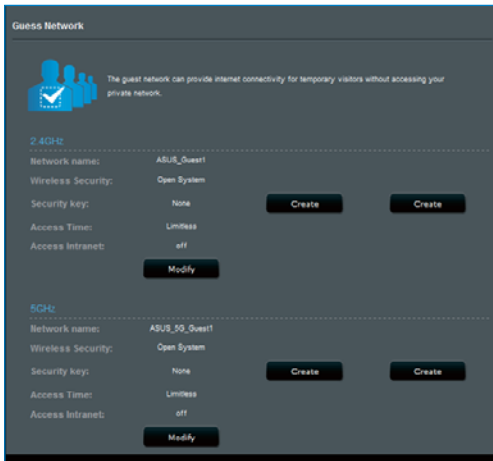 Guess Network
The guest network can provide internet connectivity for temporary visitors without accessing your
private network.
2.4GHz
Network name: ASUS_Guesr1
Wireless Security: Open System
Security key: None Create Create
Access Time: Limitless
Access Intranet: off
Modify
5GHz
Network name: ASUS_5G_Guest1
Wireless Security: Open System
Security key: None Create Create
Access Time: Limitless
Access Intranet: off
Modify